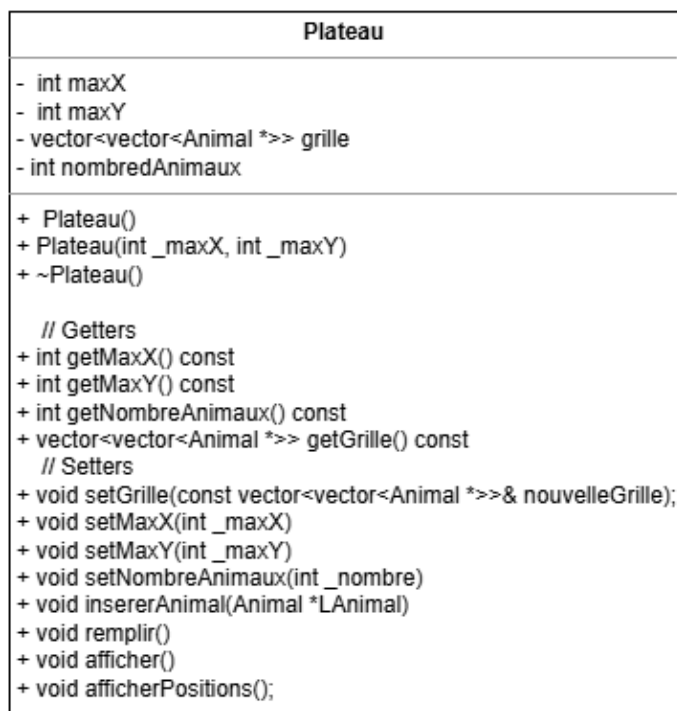 Plateau
- int maxX
- int maxY
- vector<vector<Animal *>> grille
- int nombredAnimaux
+ Plateau()
+ Plateau(int _maxX, int _maxY)
+ ~Plateau()
// Getters
+ int getMaxX() const
+ int getMaxY() const
+ int getNombreAnimaux() const
+ vector<vector<Animal *>> getGrille() const
// Setters
+ void setGrille(const vector<vector<Animal *>>& nouvelleGrille);
+ void setMaxX(int _maxX)
+ void setMaxY(int _maxY)
+ void setNombreAnimaux(int _nombre)
+ void insererAnimal(Animal *LAnimal)
+ void remplir()
+ void afficher()
+ void afficherPositions();